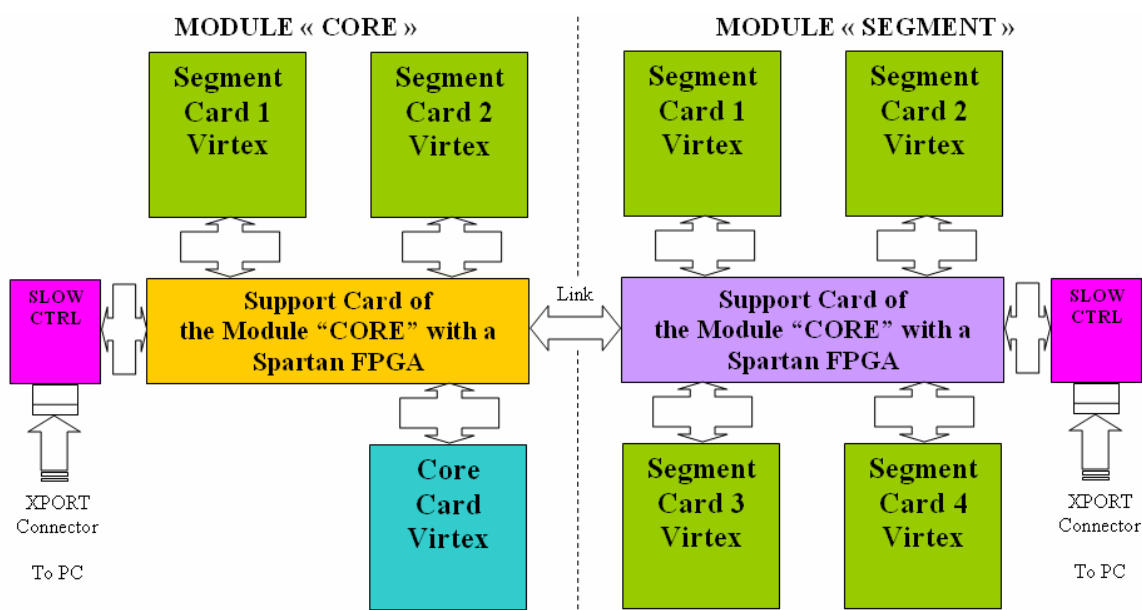 MODULE « CORE »
MODULE « SEGMENT »
Segment
Card 1
Virtex
Segment
Card 2
Virtex
Segment
Card 1
Virtex
Segment
Card 2
Virtex
SLOW
CTRL
Support Card of
the Module “CORE” with a
Spartan FPGA
Link
Support Card of
the Module “CORE” with a
Spartan FPGA
SLOW
CTRL
XPORT
Connector
To PC
Core
Card
Virtex
Segment
Card 3
Virtex
Segment
Card 4
Virtex
XPORT
Connector
To PC